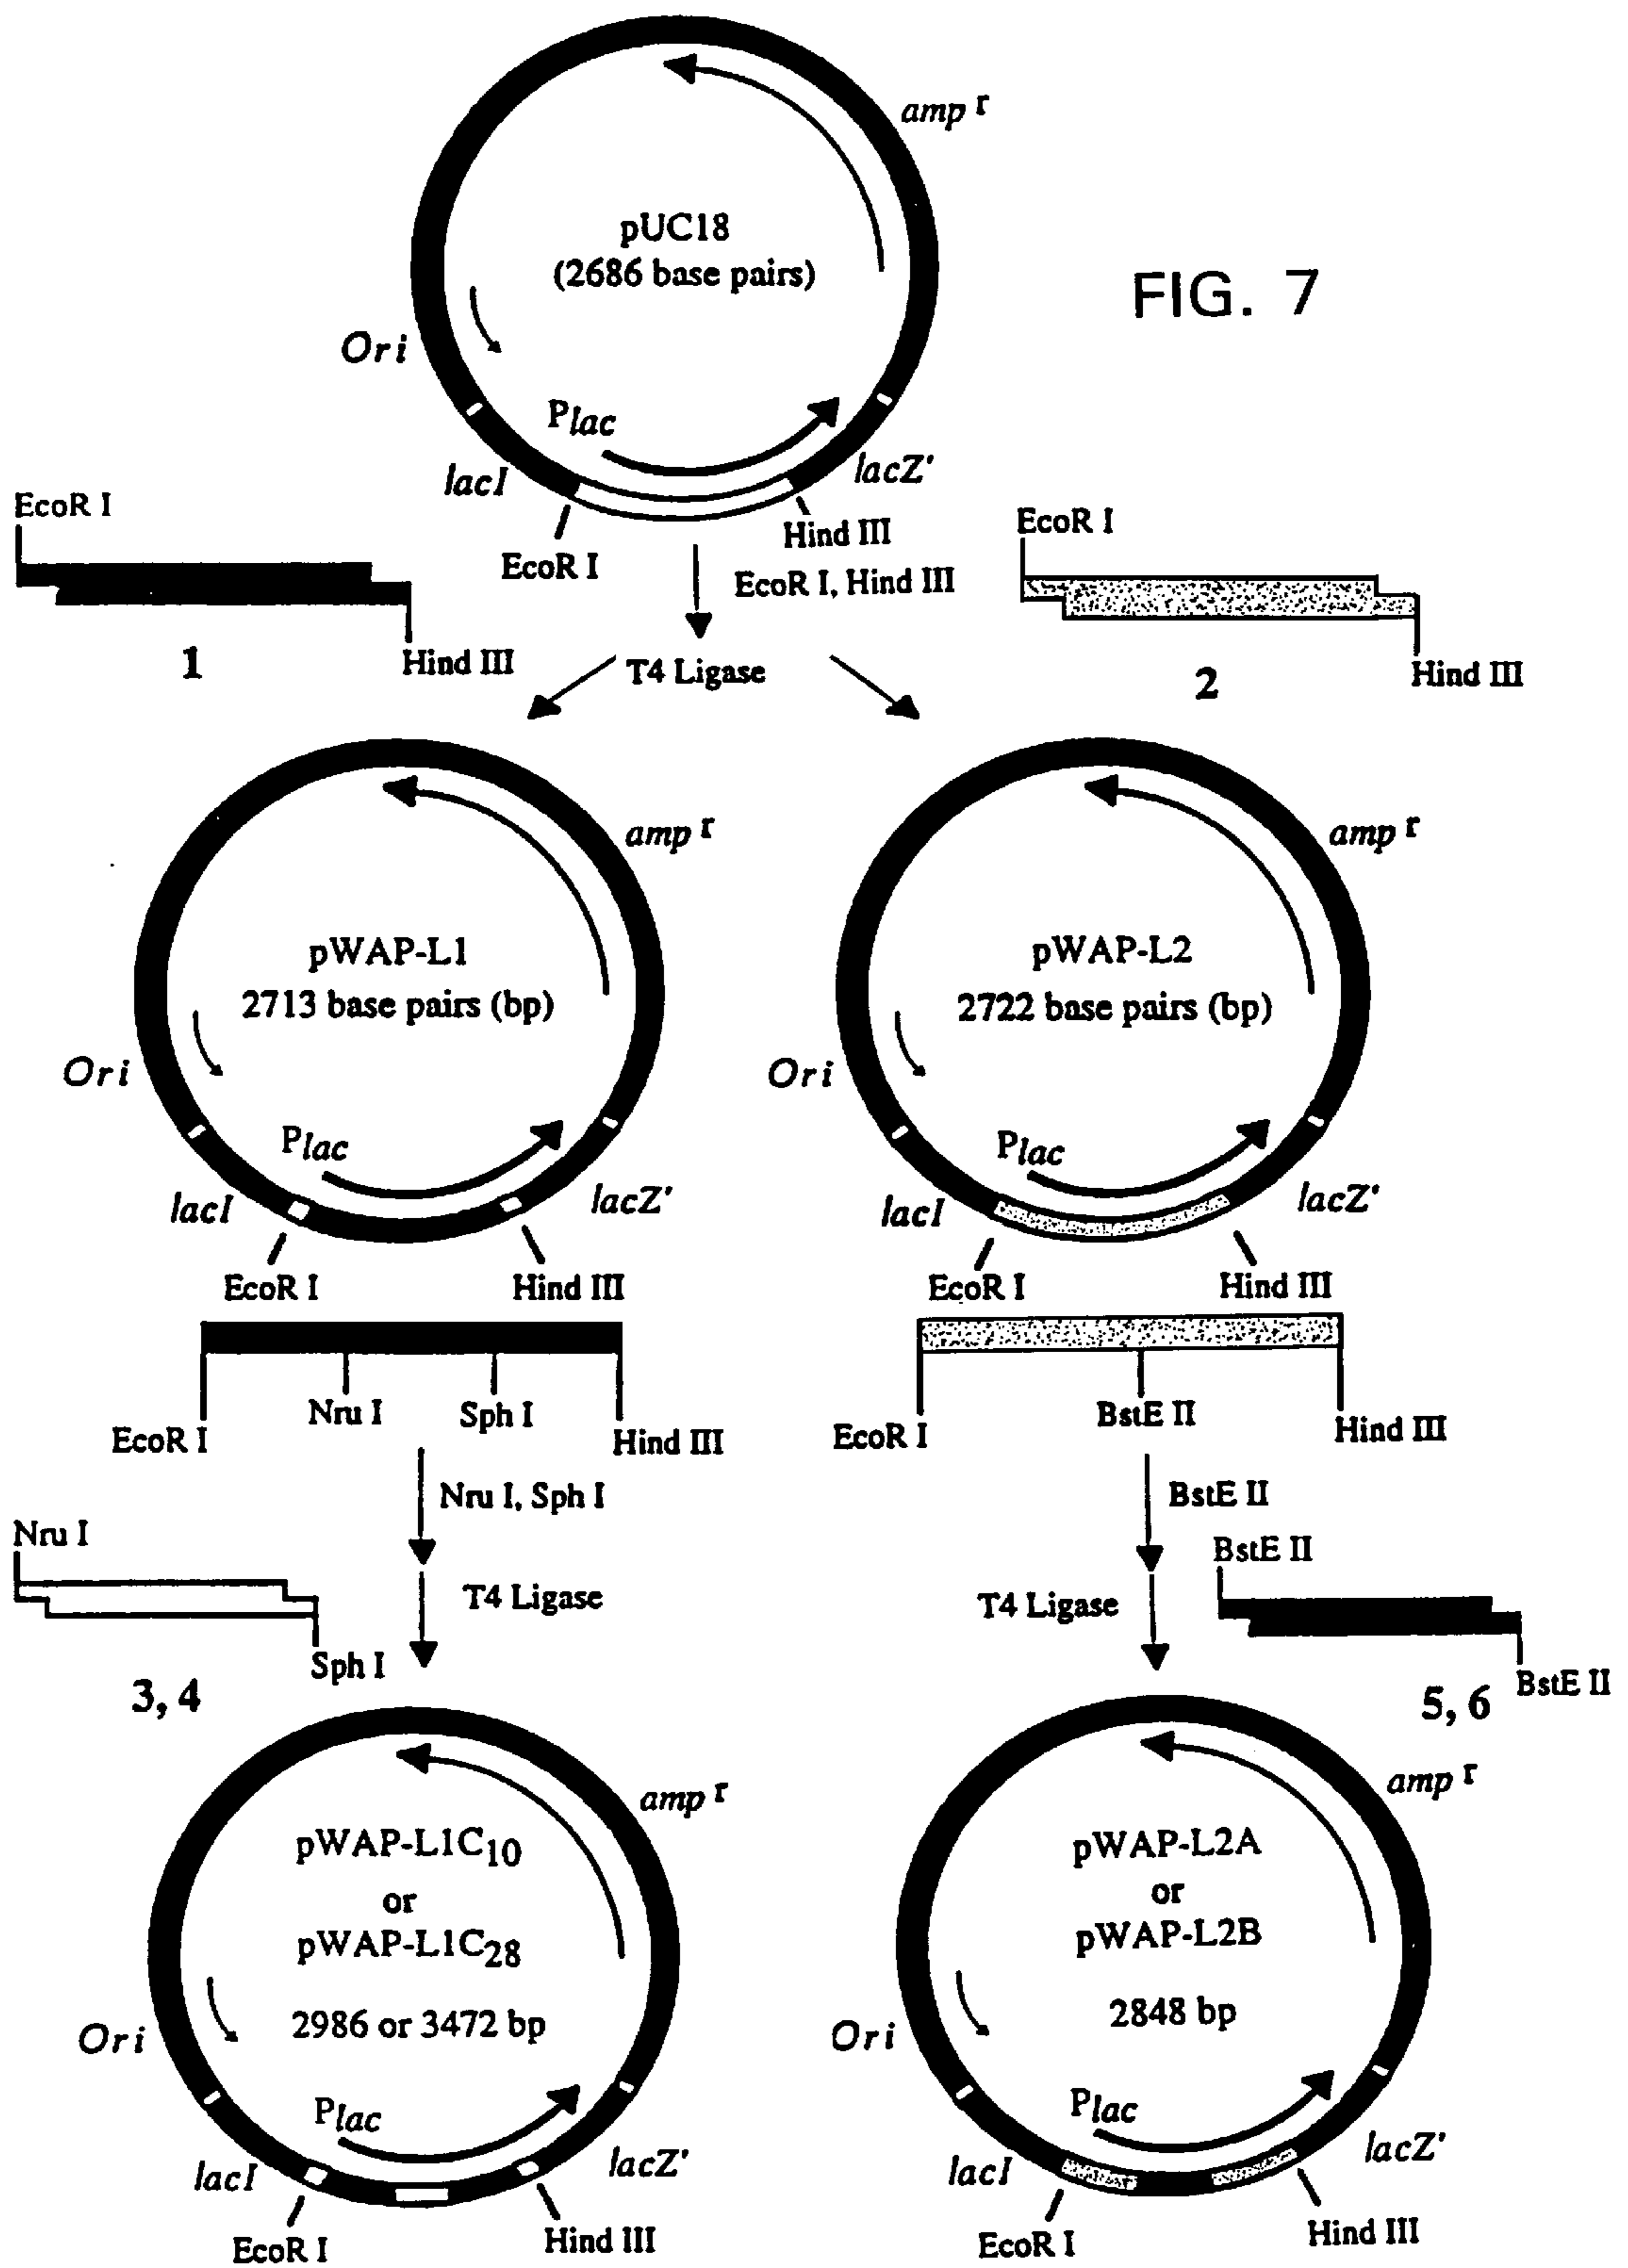 amp r
pUC18
(2686 base pairs)
FIG. 7
Ori
Plac
lacI
lacZ'
EcoR I
Hind III
EcoR I
EcoR I
EcoR I, Hind III
1
Hind III
T4 Ligase
2
Hind III
amp r
amp r
pWAP-L1
2713 base pairs (bp)
pWAP-L2
2722 base pairs (bp)
Ori
Ori
Plac
Plac
lacI
lacZ'
lacI
lacZ'
EcoR I
Hind III
EcoR I
Hind III
Nru I
Sph I
BstE II
EcoR I
Hind III
EcoR I
Hind III
Nru I, Sph I
BstE II
Nru I
BstE II
T4 Ligase
T4 Ligase
Sph I
BstE II
3, 4
5, 6
amp r
amp r
pWAP-L1C10
or
pWAP-L1C28
2986 or 3472 bp
pWAP-L2A
or
pWAP-L2B
2848 bp
Ori
Ori
Plac
Plac
lacI
lacZ'
lacI
lacZ'
EcoR I
Hind III
EcoR I
Hind III